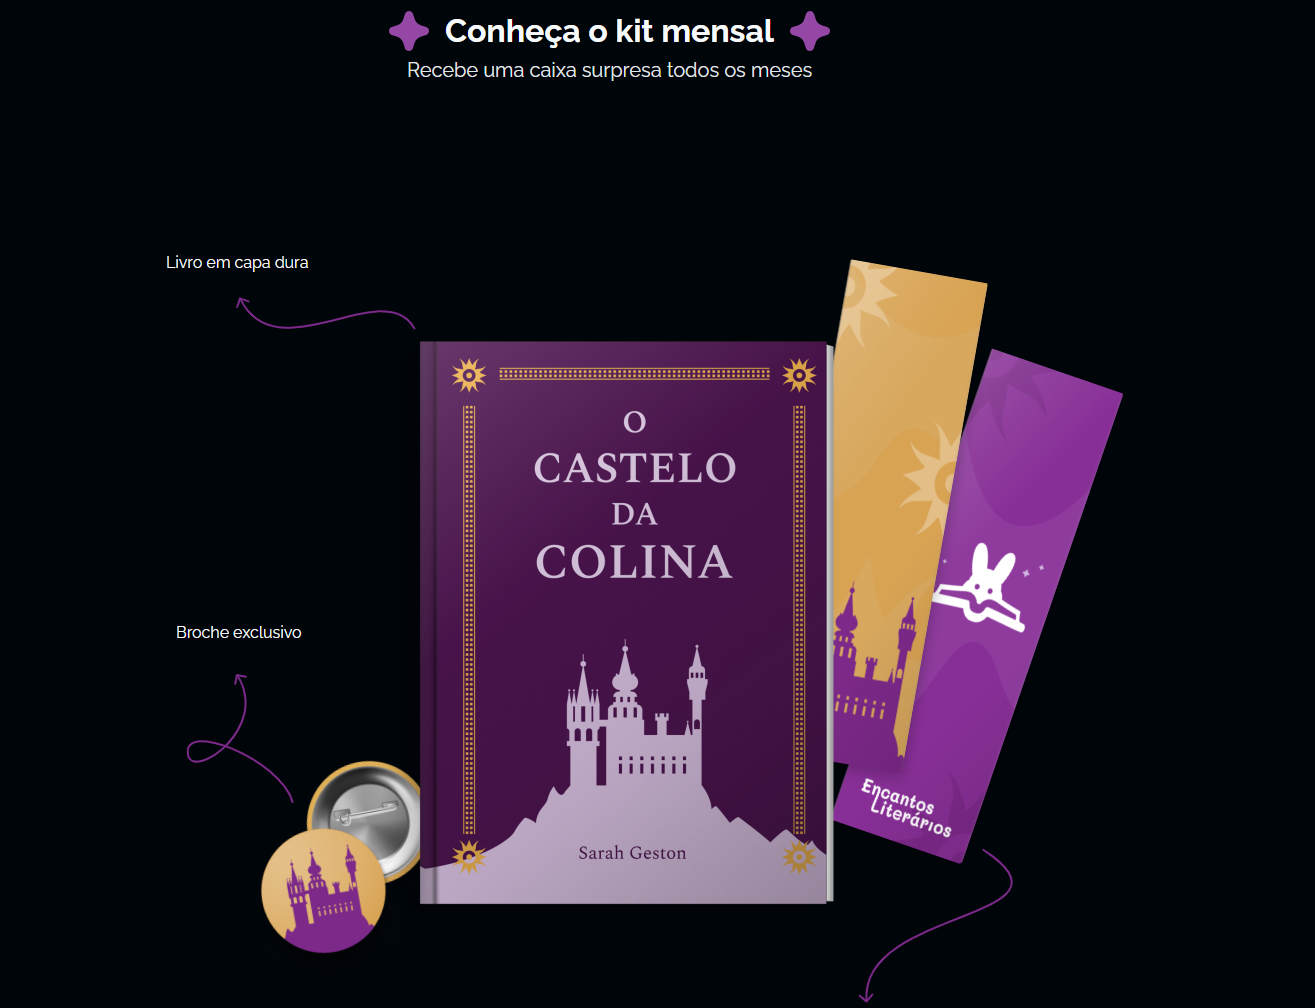 Conheça o kit mensal
Recebe uma caixa surpresa todos os meses
Livro em capa dura
O
CASTELO
DA
COLINA
Sarah Geston
Broche exclusivo
Encantos
Literários